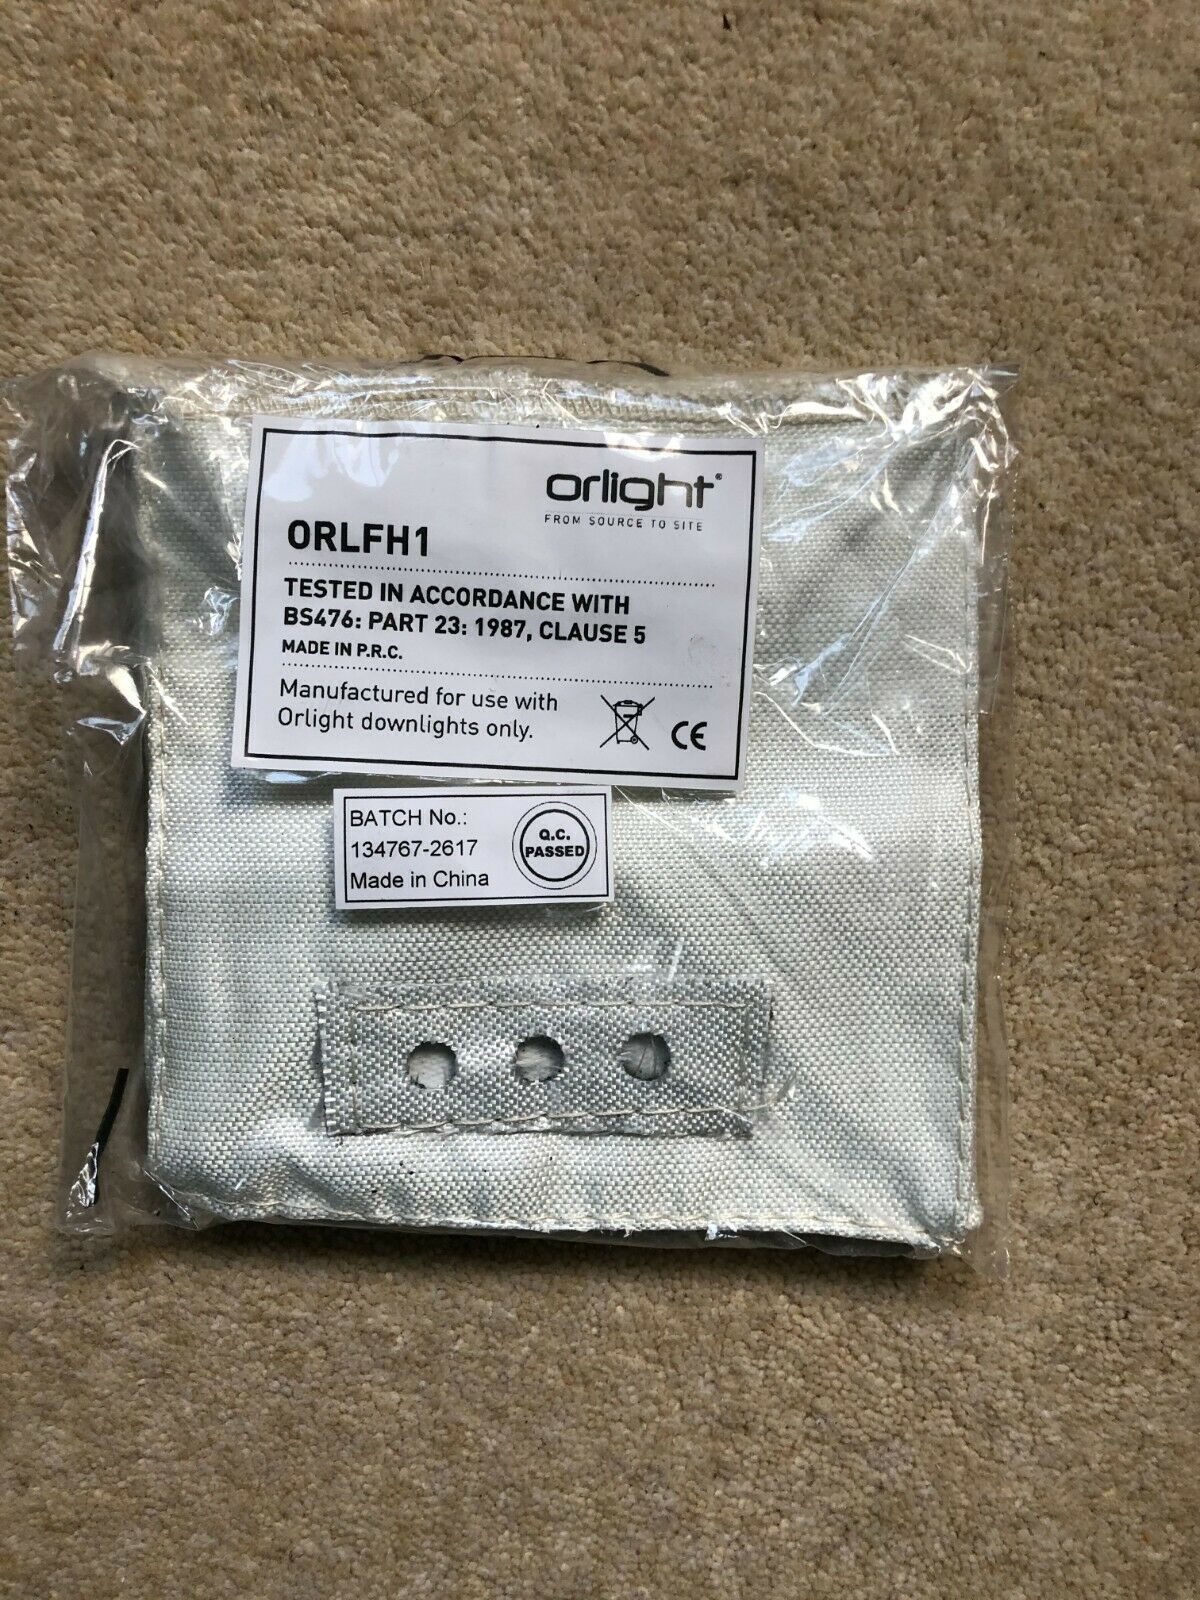 orlight®
FROM SOURCE TO SITE
ORLFH1
TESTED IN ACCORDANCE WITH
BS476: PART 23: 1987, CLAUSE 5
MADE IN P.R.C.
Manufactured for use with
Orlight downlights only.
CE
BATCH No.:
134767-2617
Made in China
Q.C.
PASSED